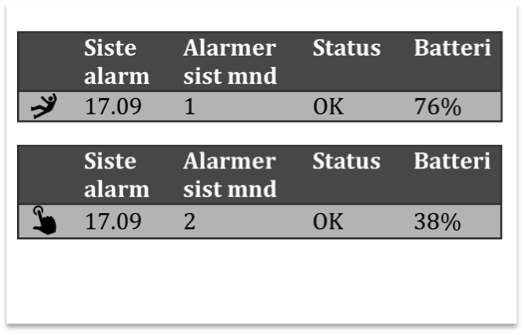 Siste Alarmer Status Batteri
alarm sist mnd
17.09 1 OK 76%
Siste Alarmer Status Batteri
alarm sist mnd
17.09 2 OK 38%